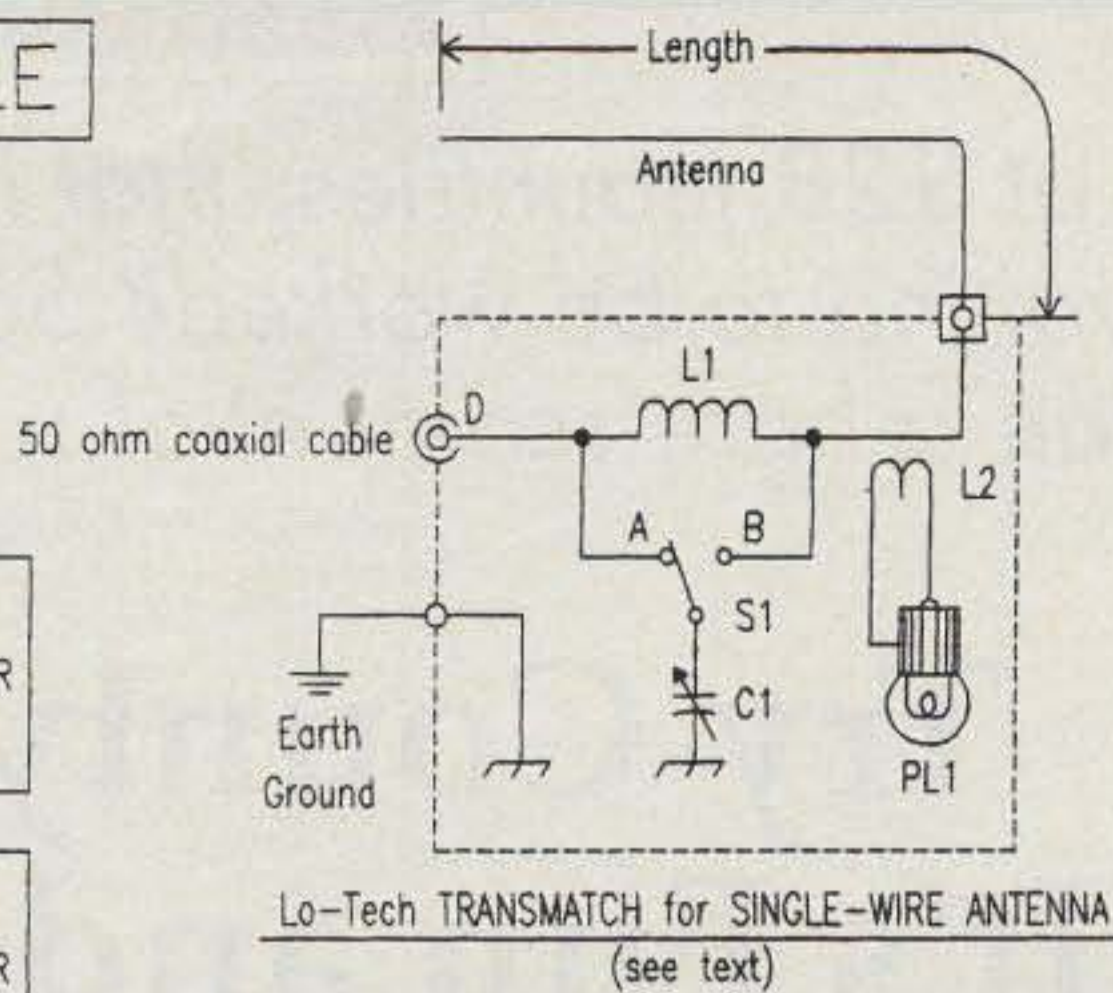 LE
Length
Antenna
L1
D
50 ohm coaxial cable
L2
A
B
S1
R
C1
Earth
Ground
PL1
Lo-Tech TRANSMATCH for SINGLE-WIRE ANTENNA
R
(see text)